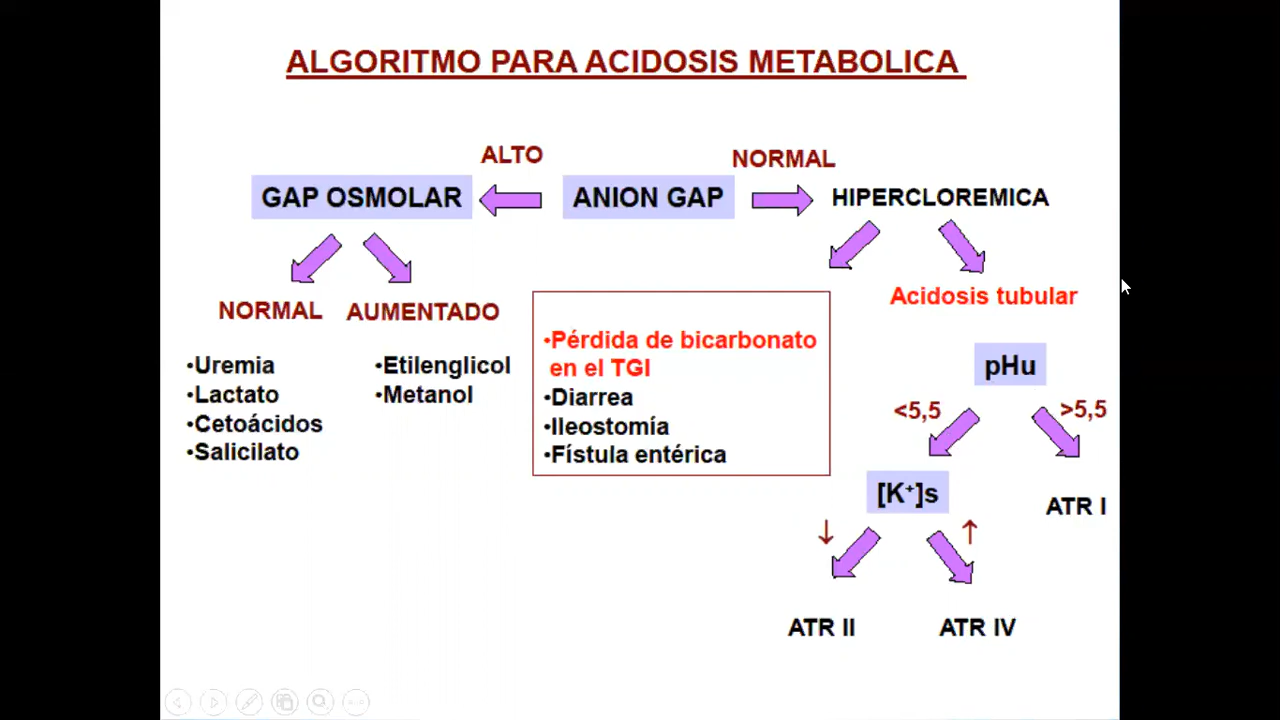 ALGORITMO PARA ACIDOSIS METABOLICA
ALTO
NORMAL
GAP OSMOLAR
ANION GAP
HIPERCLOREMICA
NORMAL
AUMENTADO
•Uremia
•Lactato
•Cetoácidos
•Salicilato
•Etilenglicol
•Metanol
•Pérdida de bicarbonato
en el TGI
•Diarrea
•Ileostomía
•Fístula entérica
Acidosis tubular
pHu
<5,5
>5,5
[K⁺]s
ATR I
↓
↑
ATR II
ATR IV